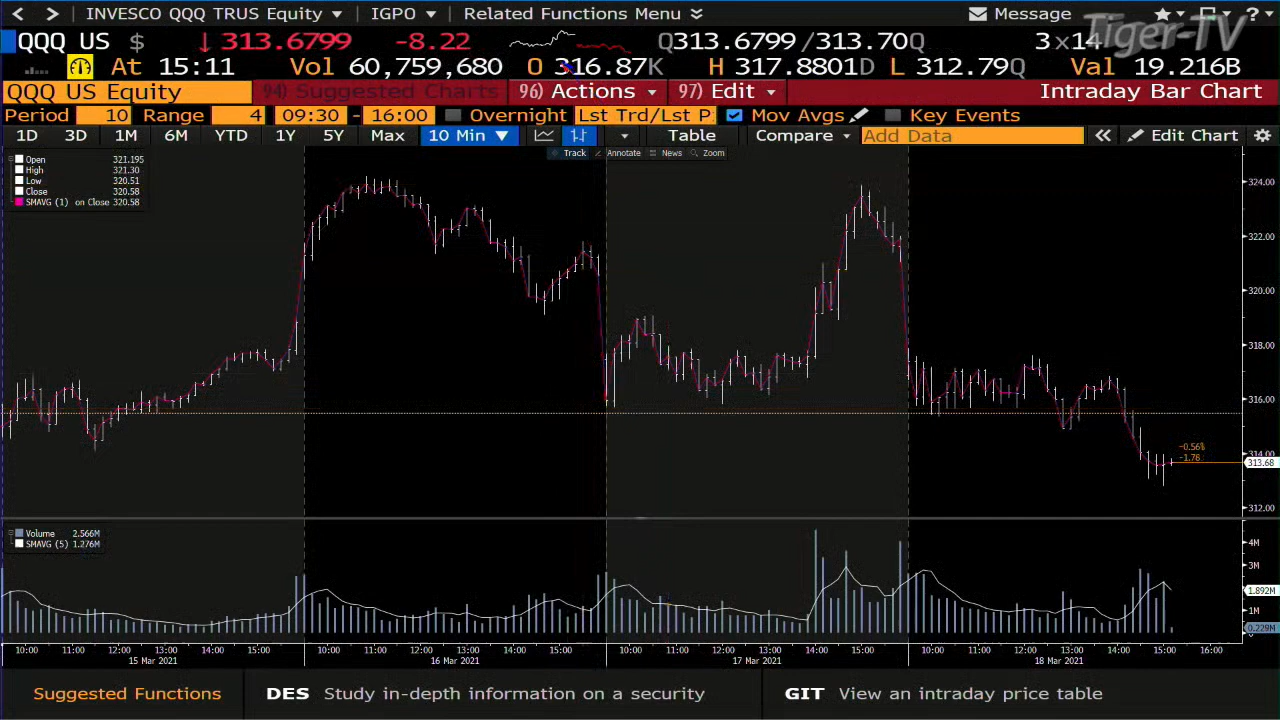 INVESCO QQQ TRUS Equity IGPO Related Functions Menu Message ?
Tiger-TV
QQQ US $ ↓313.6799 -8.22 Q313.6799/313.70Q 3x14
At 15:11 Vol 60,759,680 O 316.87K H 317.8801D L 312.79Q Val 19.216B
QQQ US Equity 94) Suggested Charts 96) Actions 97) Edit Intraday Bar Chart
Period 10 Range 4 09:30 - 16:00 Overnight Lst Trd/Lst P Mov Avgs Key Events
1D 3D 1M 6M YTD 1Y 5Y Max 10 Min ▼ Table Compare Add Data « Edit Chart
Track Annotate News Zoom
Open 321.195
High 321.30
Low 320.51
Close 320.58
SMAVG (1) on Close 320.58
324.00
322.00
320.00
318.00
316.00
314.00
312.00
-0.56%
-1.78
313.68
Volume 2.566M
SMAVG (5) 1.276M
4M
3M
1.892M
1M
0.229M
0
10:00 11:00 12:00 13:00 14:00 15:00 10:00 11:00 12:00 13:00 14:00 15:00 10:00 11:00 12:00 13:00 14:00 15:00 10:00 11:00 12:00 13:00 14:00 15:00 16:00
15 Mar 2021 16 Mar 2021 17 Mar 2021 18 Mar 2021
Suggested Functions DES Study in-depth information on a security GIT View an intraday price table